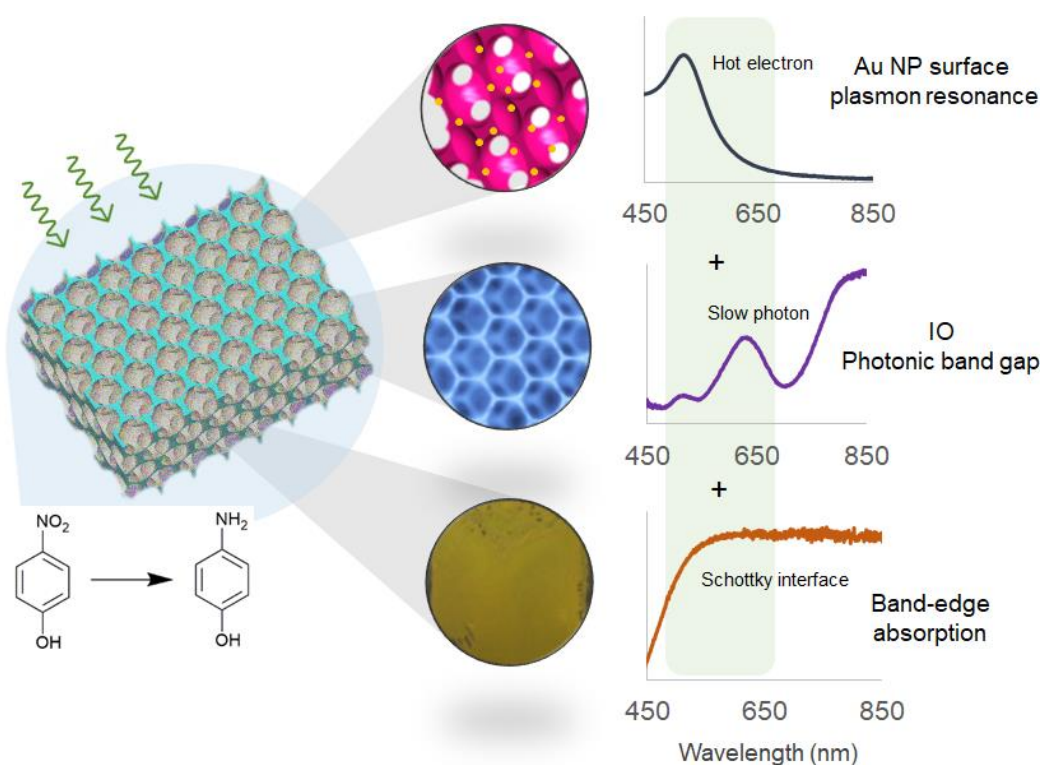 Hot electron
Au NP surface
plasmon resonance
450 650 850
+
Slow photon
IO
Photonic band gap
450 650 850
+
Schottky interface
Band-edge
absorption
450 650 850
Wavelength (nm)
NO₂
OH
NH₂
OH